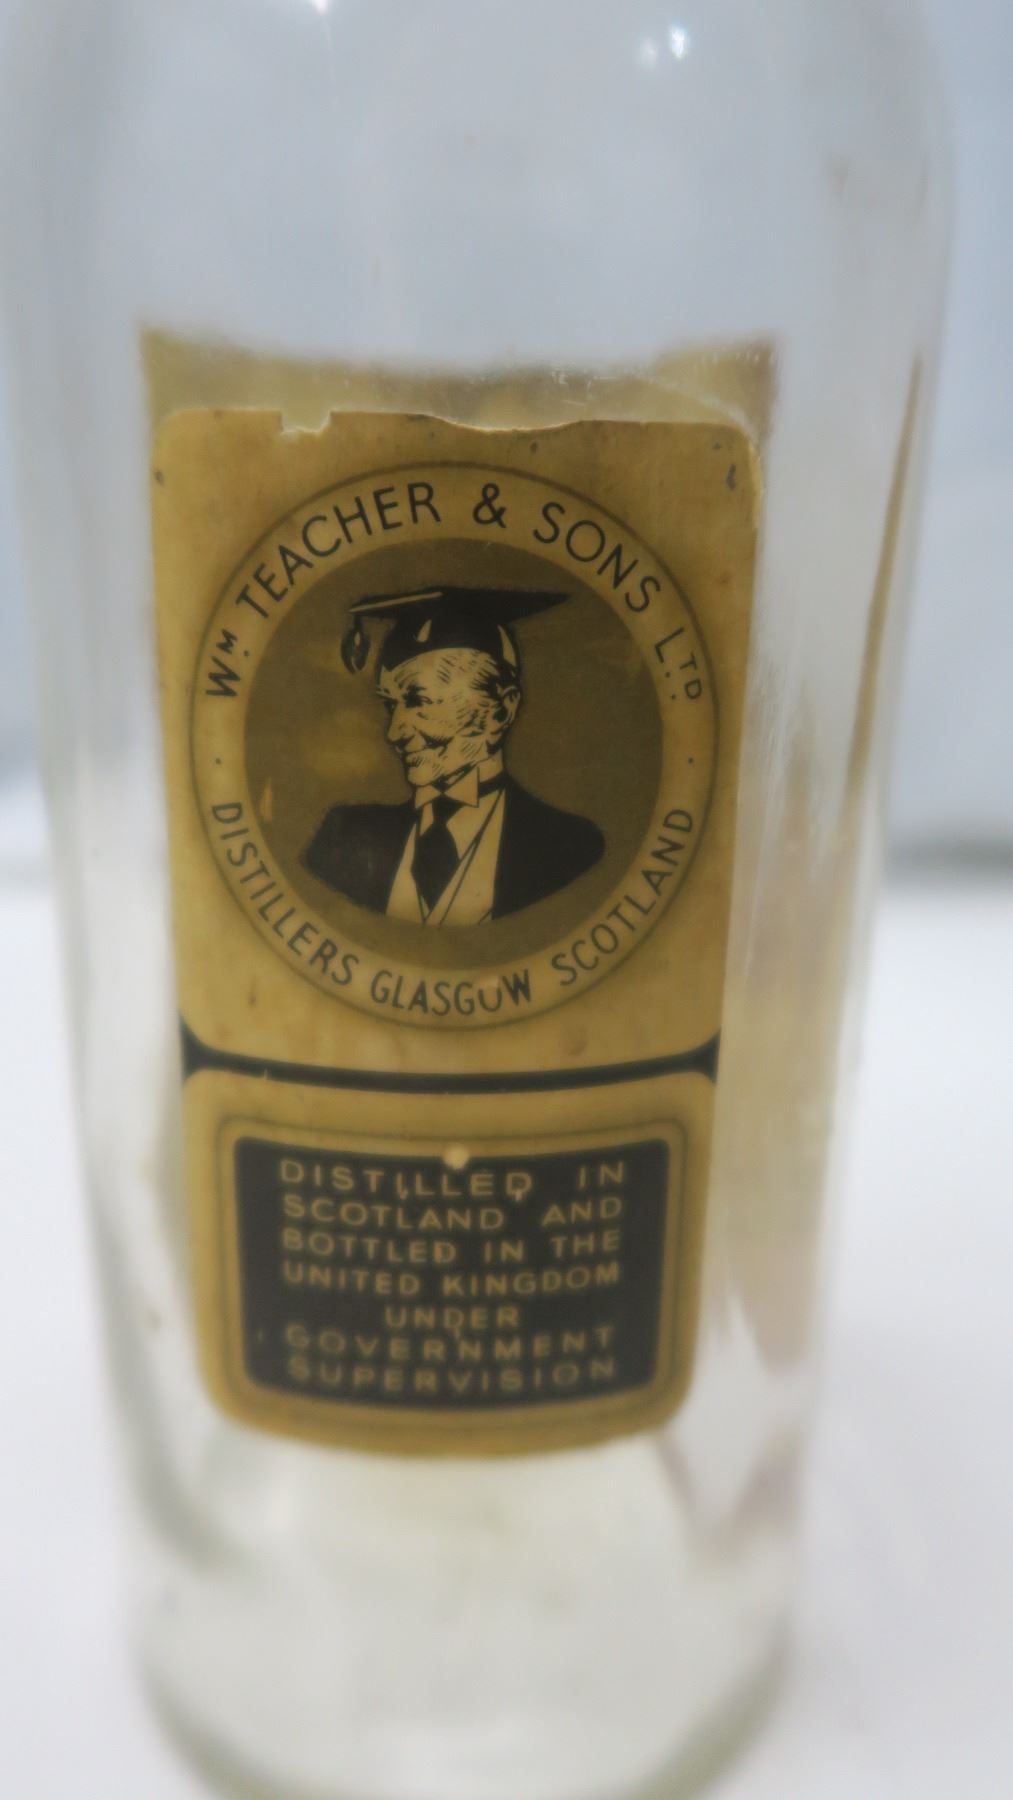 WM. TEACHER & SONS LTD.
DISTILLERS GLASGOW SCOTLAND
DISTILLED IN
SCOTLAND AND
BOTTLED IN THE
UNITED KINGDOM
UNDER
GOVERNMENT
SUPERVISION